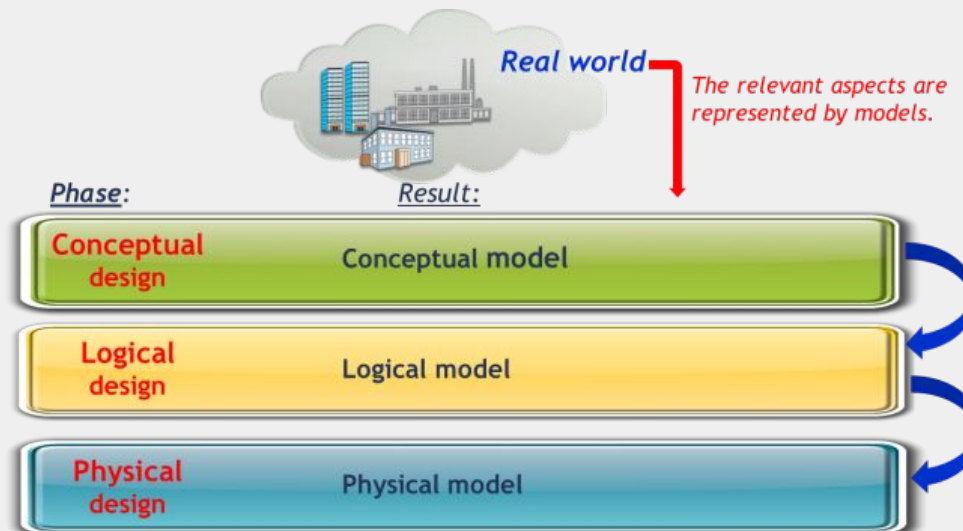 Real world
The relevant aspects are
represented by models.
Phase:
Result:
Conceptual
design
Conceptual model
Logical
design
Logical model
Physical
design
Physical model